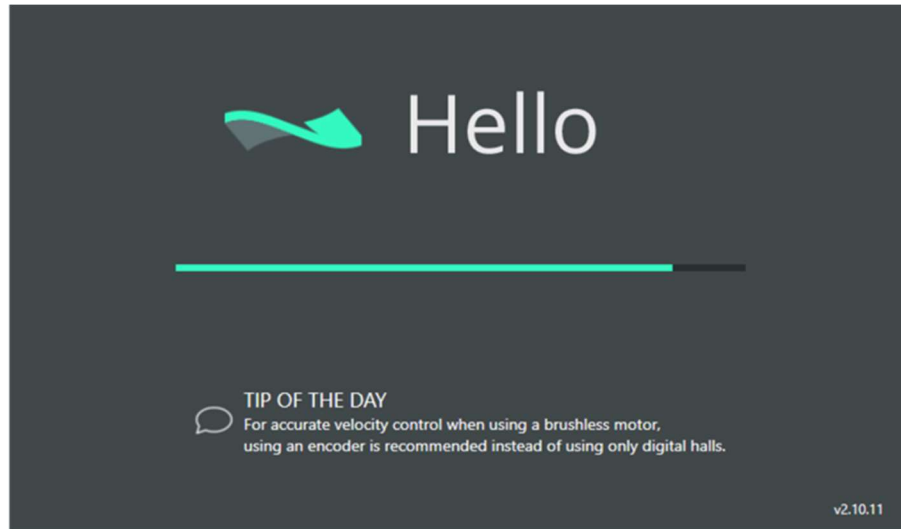 Hello
TIP OF THE DAY
For accurate velocity control when using a brushless motor,
using an encoder is recommended instead of using only digital halls.
v2.10.11